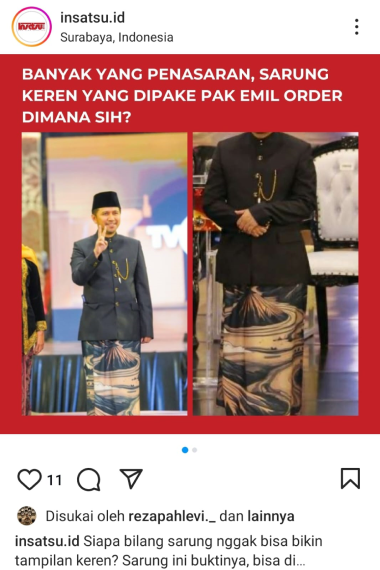 insatsu.id
Surabaya, Indonesia
BANYAK YANG PENASARAN, SARUNG
KEREN YANG DIPAKE PAK EMIL ORDER
DIMANA SIH?
TV
11
Disukai oleh rezapahlevi._ dan lainnya
insatsu.id Siapa bilang sarung nggak bisa bikin
tampilan keren? Sarung ini buktinya, bisa di...